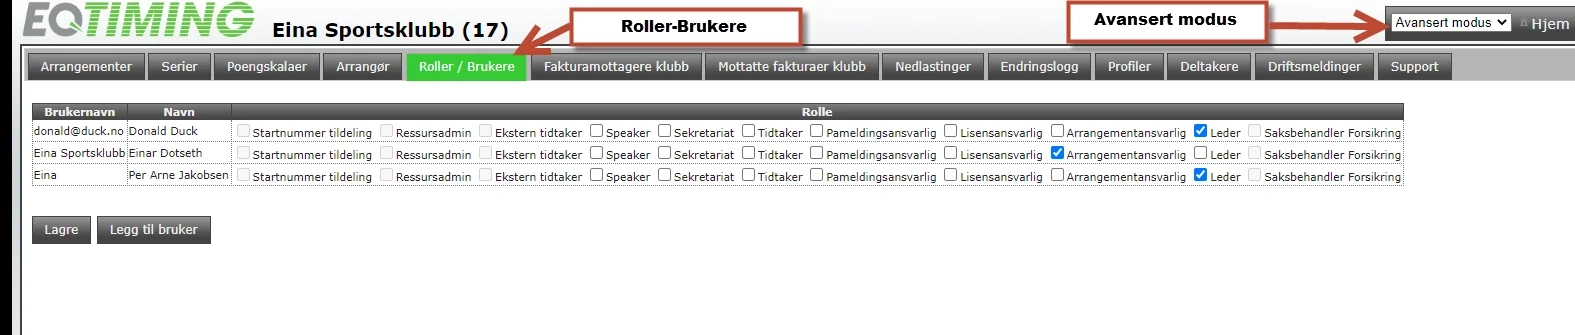 EQTIMING
Eina Sportsklubb (17)
Roller-Brukere
Avansert modus
Avansert modus
Hjem
Arrangementer Serier Poengskalaer Arrangør Roller / Brukere Fakturamottagere klubb Mottatte fakturaer klubb Nedlastinger Endringslogg Profiler Deltakere Driftsmeldinger Support
Brukernavn Navn Rolle
donald@duck.no Donald Duck Startnummer tildeling Ressursadmin Ekstern tidtaker Speaker Sekretariat Tidtaker Pameldingsansvarlig Lisensansvarlig Arrangementansvarlig Leder Saksbehandler Forsikring
Eina Sportsklubb Einar Dotseth Startnummer tildeling Ressursadmin Ekstern tidtaker Speaker Sekretariat Tidtaker Pameldingsansvarlig Lisensansvarlig Arrangementansvarlig Leder Saksbehandler Forsikring
Eina Per Arne Jakobsen Startnummer tildeling Ressursadmin Ekstern tidtaker Speaker Sekretariat Tidtaker Pameldingsansvarlig Lisensansvarlig Arrangementansvarlig Leder Saksbehandler Forsikring
Lagre Legg til bruker